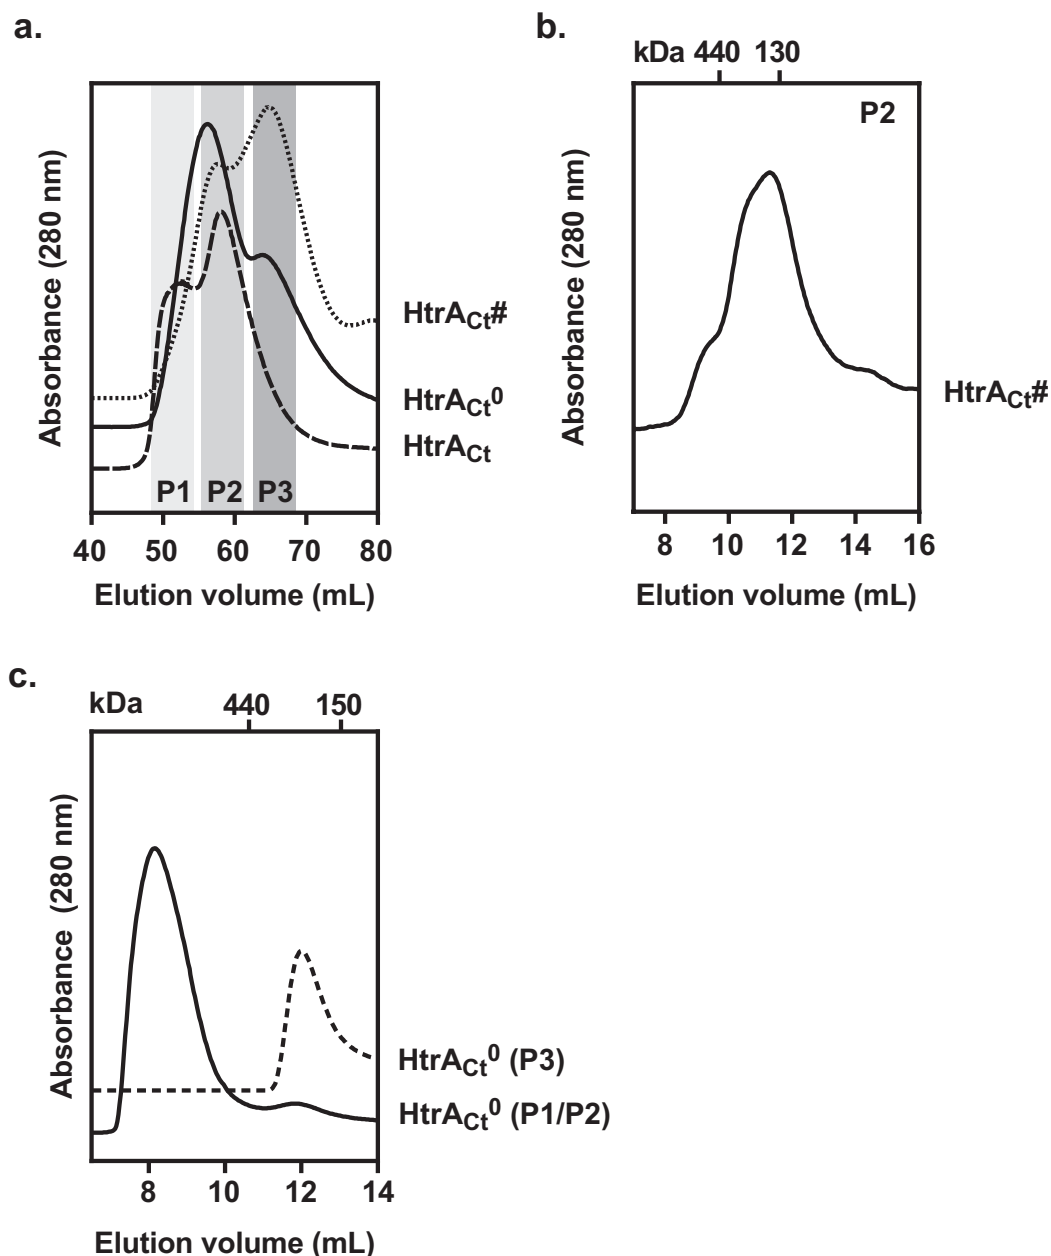 a.
Absorbance (280 nm)
P1 P2 P3
HtrACt#
HtrACt0
HtrACt
40 50 60 70 80
Elution volume (mL)
b.
kDa 440 130
P2
Absorbance (280 nm)
HtrACt#
8 10 12 14 16
Elution volume (mL)
c.
kDa 440 150
Absorbance (280 nm)
HtrACt0 (P3)
HtrACt0 (P1/P2)
8 10 12 14
Elution volume (mL)